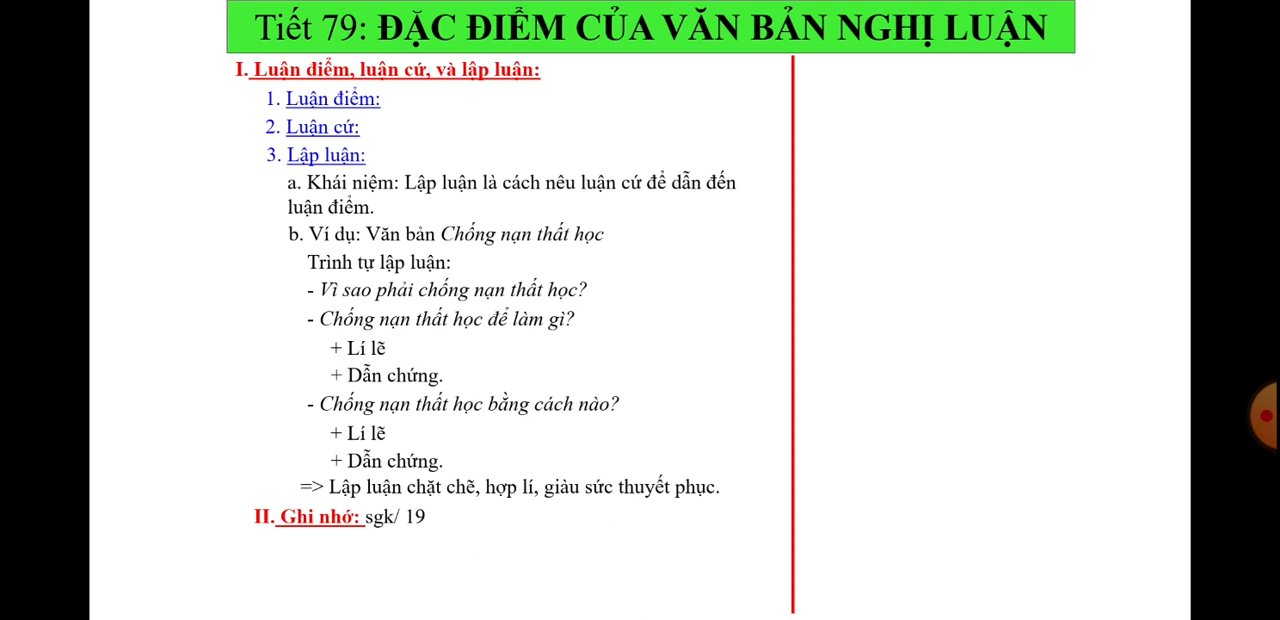 Tiết 79: ĐẶC ĐIỂM CỦA VĂN BẢN NGHỊ LUẬN
I. Luận điểm, luận cứ, và lập luận:
1. Luận điểm:
2. Luận cứ:
3. Lập luận:
a. Khái niệm: Lập luận là cách nêu luận cứ để dẫn đến
luận điểm.
b. Ví dụ: Văn bản Chống nạn thất học
Trình tự lập luận:
- Vì sao phải chống nạn thất học?
- Chống nạn thất học để làm gì?
+ Lí lẽ
+ Dẫn chứng.
- Chống nạn thất học bằng cách nào?
+ Lí lẽ
+ Dẫn chứng.
=> Lập luận chặt chẽ, hợp lí, giàu sức thuyết phục.
II. Ghi nhớ: sgk/ 19